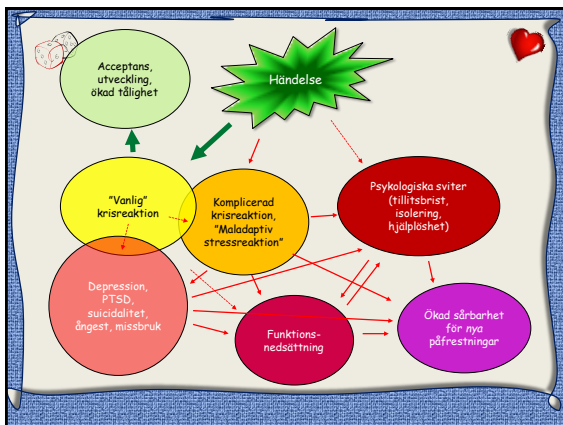 Acceptans,
utveckling,
ökad tålighet
Händelse
"Vanlig"
krisreaktion
Komplicerad
krisreaktion,
"Maladaptiv
stressreaktion"
Psykologiska sviter
(tillitsbrist,
isolering,
hjälplöshet)
Depression,
PTSD,
suicidalitet,
ångest, missbruk
Funktions-
nedsättning
Ökad sårbarhet
för nya
påfrestningar